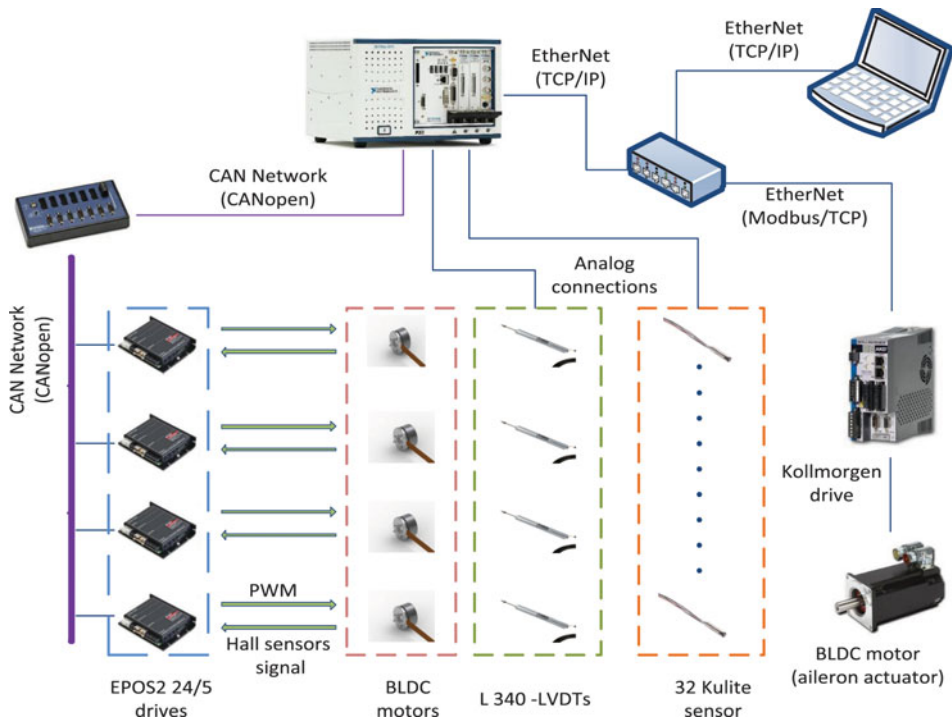 EtherNet
(TCP/IP)
EtherNet
(TCP/IP)
CAN Network
(CANopen)
EtherNet
(Modbus/TCP)
Analog
connections
CAN Network
(CANopen)
Kollmorgen
drive
PWM
Hall sensors
signal
EPOS2 24/5
drives
BLDC
motors
L 340 -LVDTs
32 Kulite
sensor
BLDC motor
(aileron actuator)